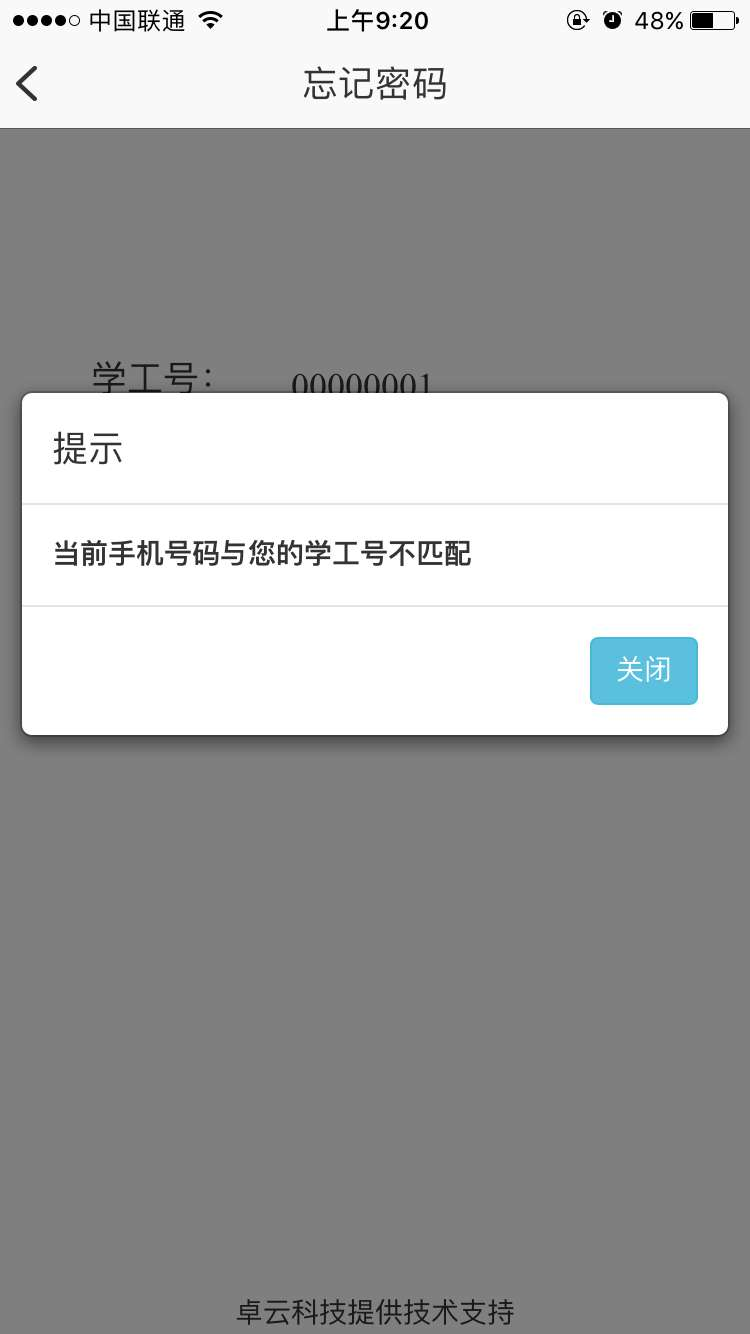 中国联通 上午9:20 48%
忘记密码
学工号： 00000001
提示
当前手机号码与您的学工号不匹配
关闭
卓云科技提供技术支持